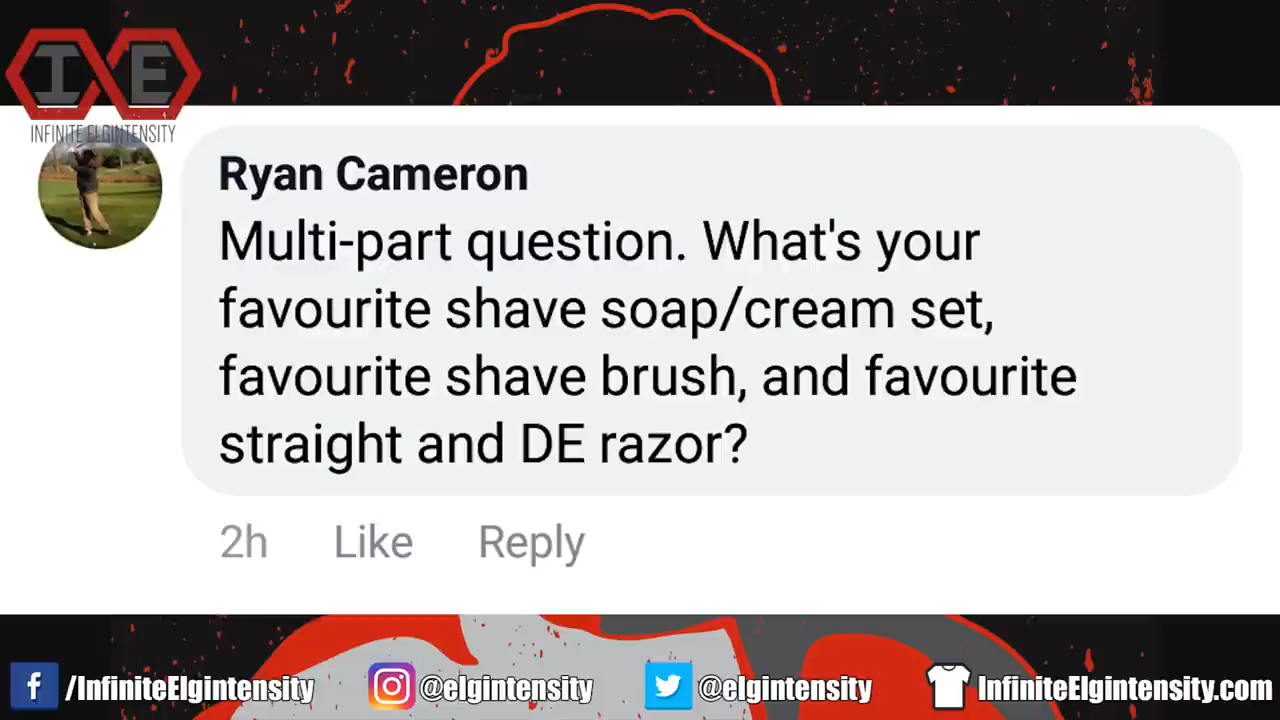 IE
INFINITE ELGINTENSITY
Ryan Cameron
Multi-part question. What's your
favourite shave soap/cream set,
favourite shave brush, and favourite
straight and DE razor?
2h Like Reply
f /InfiniteElgintensity @elgintensity @elgintensity InfiniteElgintensity.com